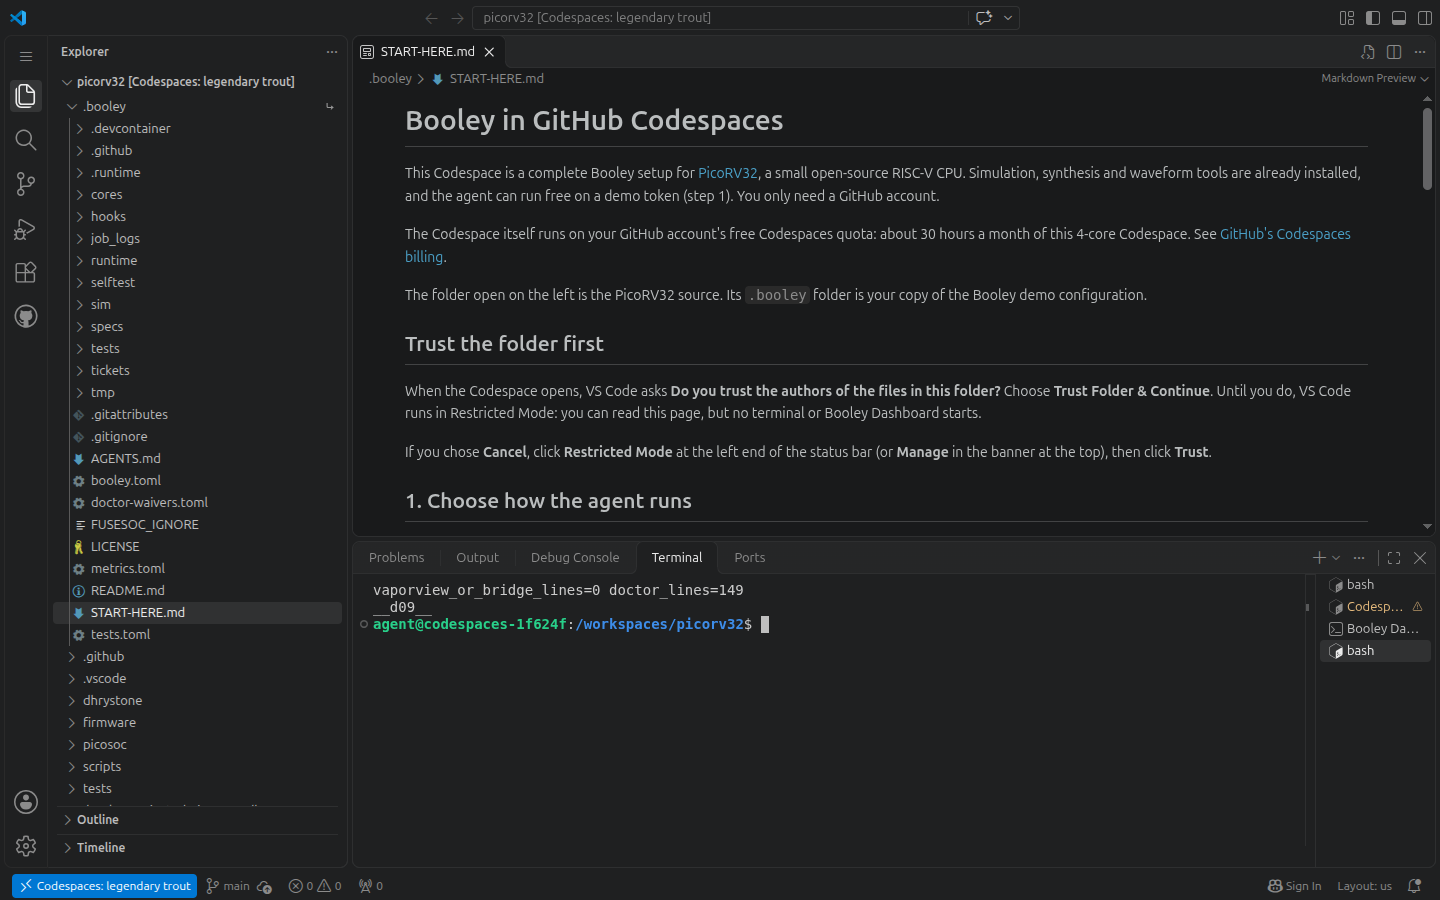 picorv32 [Codespaces: legendary trout]
Explorer
picorv32 [Codespaces: legendary trout]
.booley
.devcontainer
.github
.runtime
cores
hooks
job_logs
runtime
selftest
sim
specs
tests
tickets
tmp
.gitattributes
.gitignore
AGENTS.md
booley.toml
doctor-waivers.toml
FUSESOC_IGNORE
LICENSE
metrics.toml
README.md
START-HERE.md
tests.toml
.github
.vscode
dhrystone
firmware
picosoc
scripts
tests
Outline
Timeline
START-HERE.md
.booley > START-HERE.md
Markdown Preview
Booley in GitHub Codespaces
This Codespace is a complete Booley setup for PicoRV32, a small open-source RISC-V CPU. Simulation, synthesis and waveform tools are already installed,
and the agent can run free on a demo token (step 1). You only need a GitHub account.
The Codespace itself runs on your GitHub account's free Codespaces quota: about 30 hours a month of this 4-core Codespace. See GitHub's Codespaces
billing.
The folder open on the left is the PicoRV32 source. Its .booley folder is your copy of the Booley demo configuration.
Trust the folder first
When the Codespace opens, VS Code asks Do you trust the authors of the files in this folder? Choose Trust Folder & Continue. Until you do, VS Code
runs in Restricted Mode: you can read this page, but no terminal or Booley Dashboard starts.
If you chose Cancel, click Restricted Mode at the left end of the status bar (or Manage in the banner at the top), then click Trust.
1. Choose how the agent runs
Problems
Output
Debug Console
Terminal
Ports
vaporview_or_bridge_lines=0 doctor_lines=149
__d09__
agent@codespaces-1f624f:/workspaces/picorv32$
bash
Codesp...
Booley Da...
bash
Codespaces: legendary trout
main
0
0
0
Sign In
Layout: us